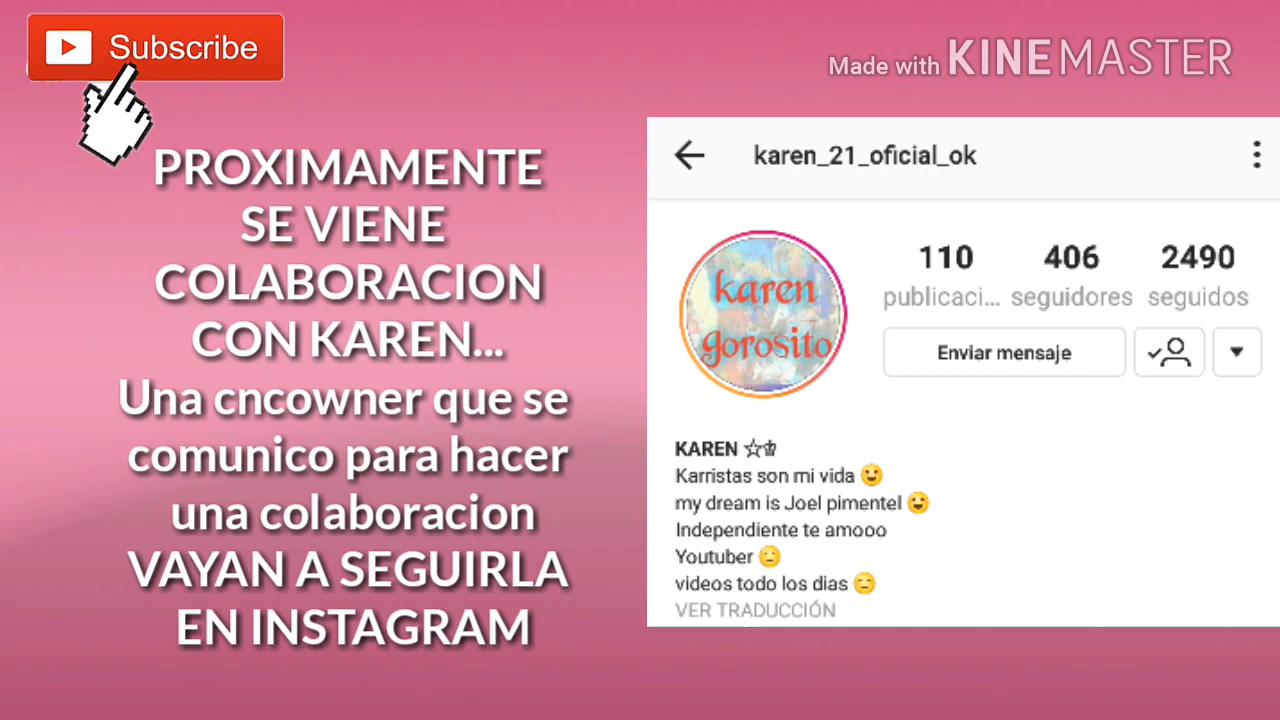 Subscribe
Made with KINEMASTER
PROXIMAMENTE
SE VIENE
COLABORACION
CON KAREN...
Una cncowner que se
comunico para hacer
una colaboracion
VAYAN A SEGUIRLA
EN INSTAGRAM
karen_21_oficial_ok
karen
gorosito
110 406 2490
publicaci... seguidores seguidos
Enviar mensaje
KAREN ☆♔
Karristas son mi vida 😉
my dream is Joel pimentel 😉
Independiente te amooo
Youtuber 😊
videos todo los dias 😊
VER TRADUCCIÓN